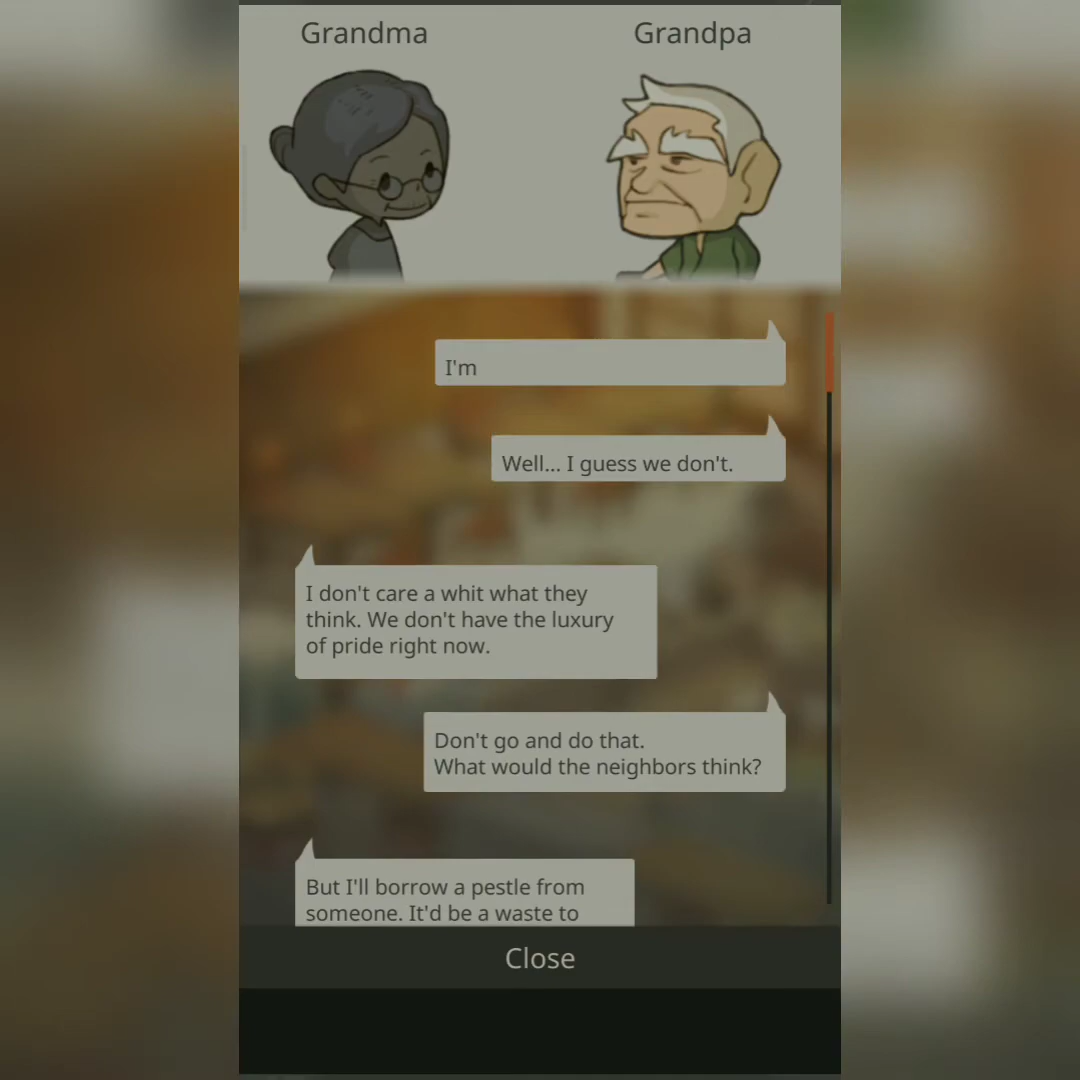 Grandma
Grandpa
I'm
Well... I guess we don't.
I don't care a whit what they
think. We don't have the luxury
of pride right now.
Don't go and do that.
What would the neighbors think?
But I'll borrow a pestle from
someone. It'd be a waste to
Close